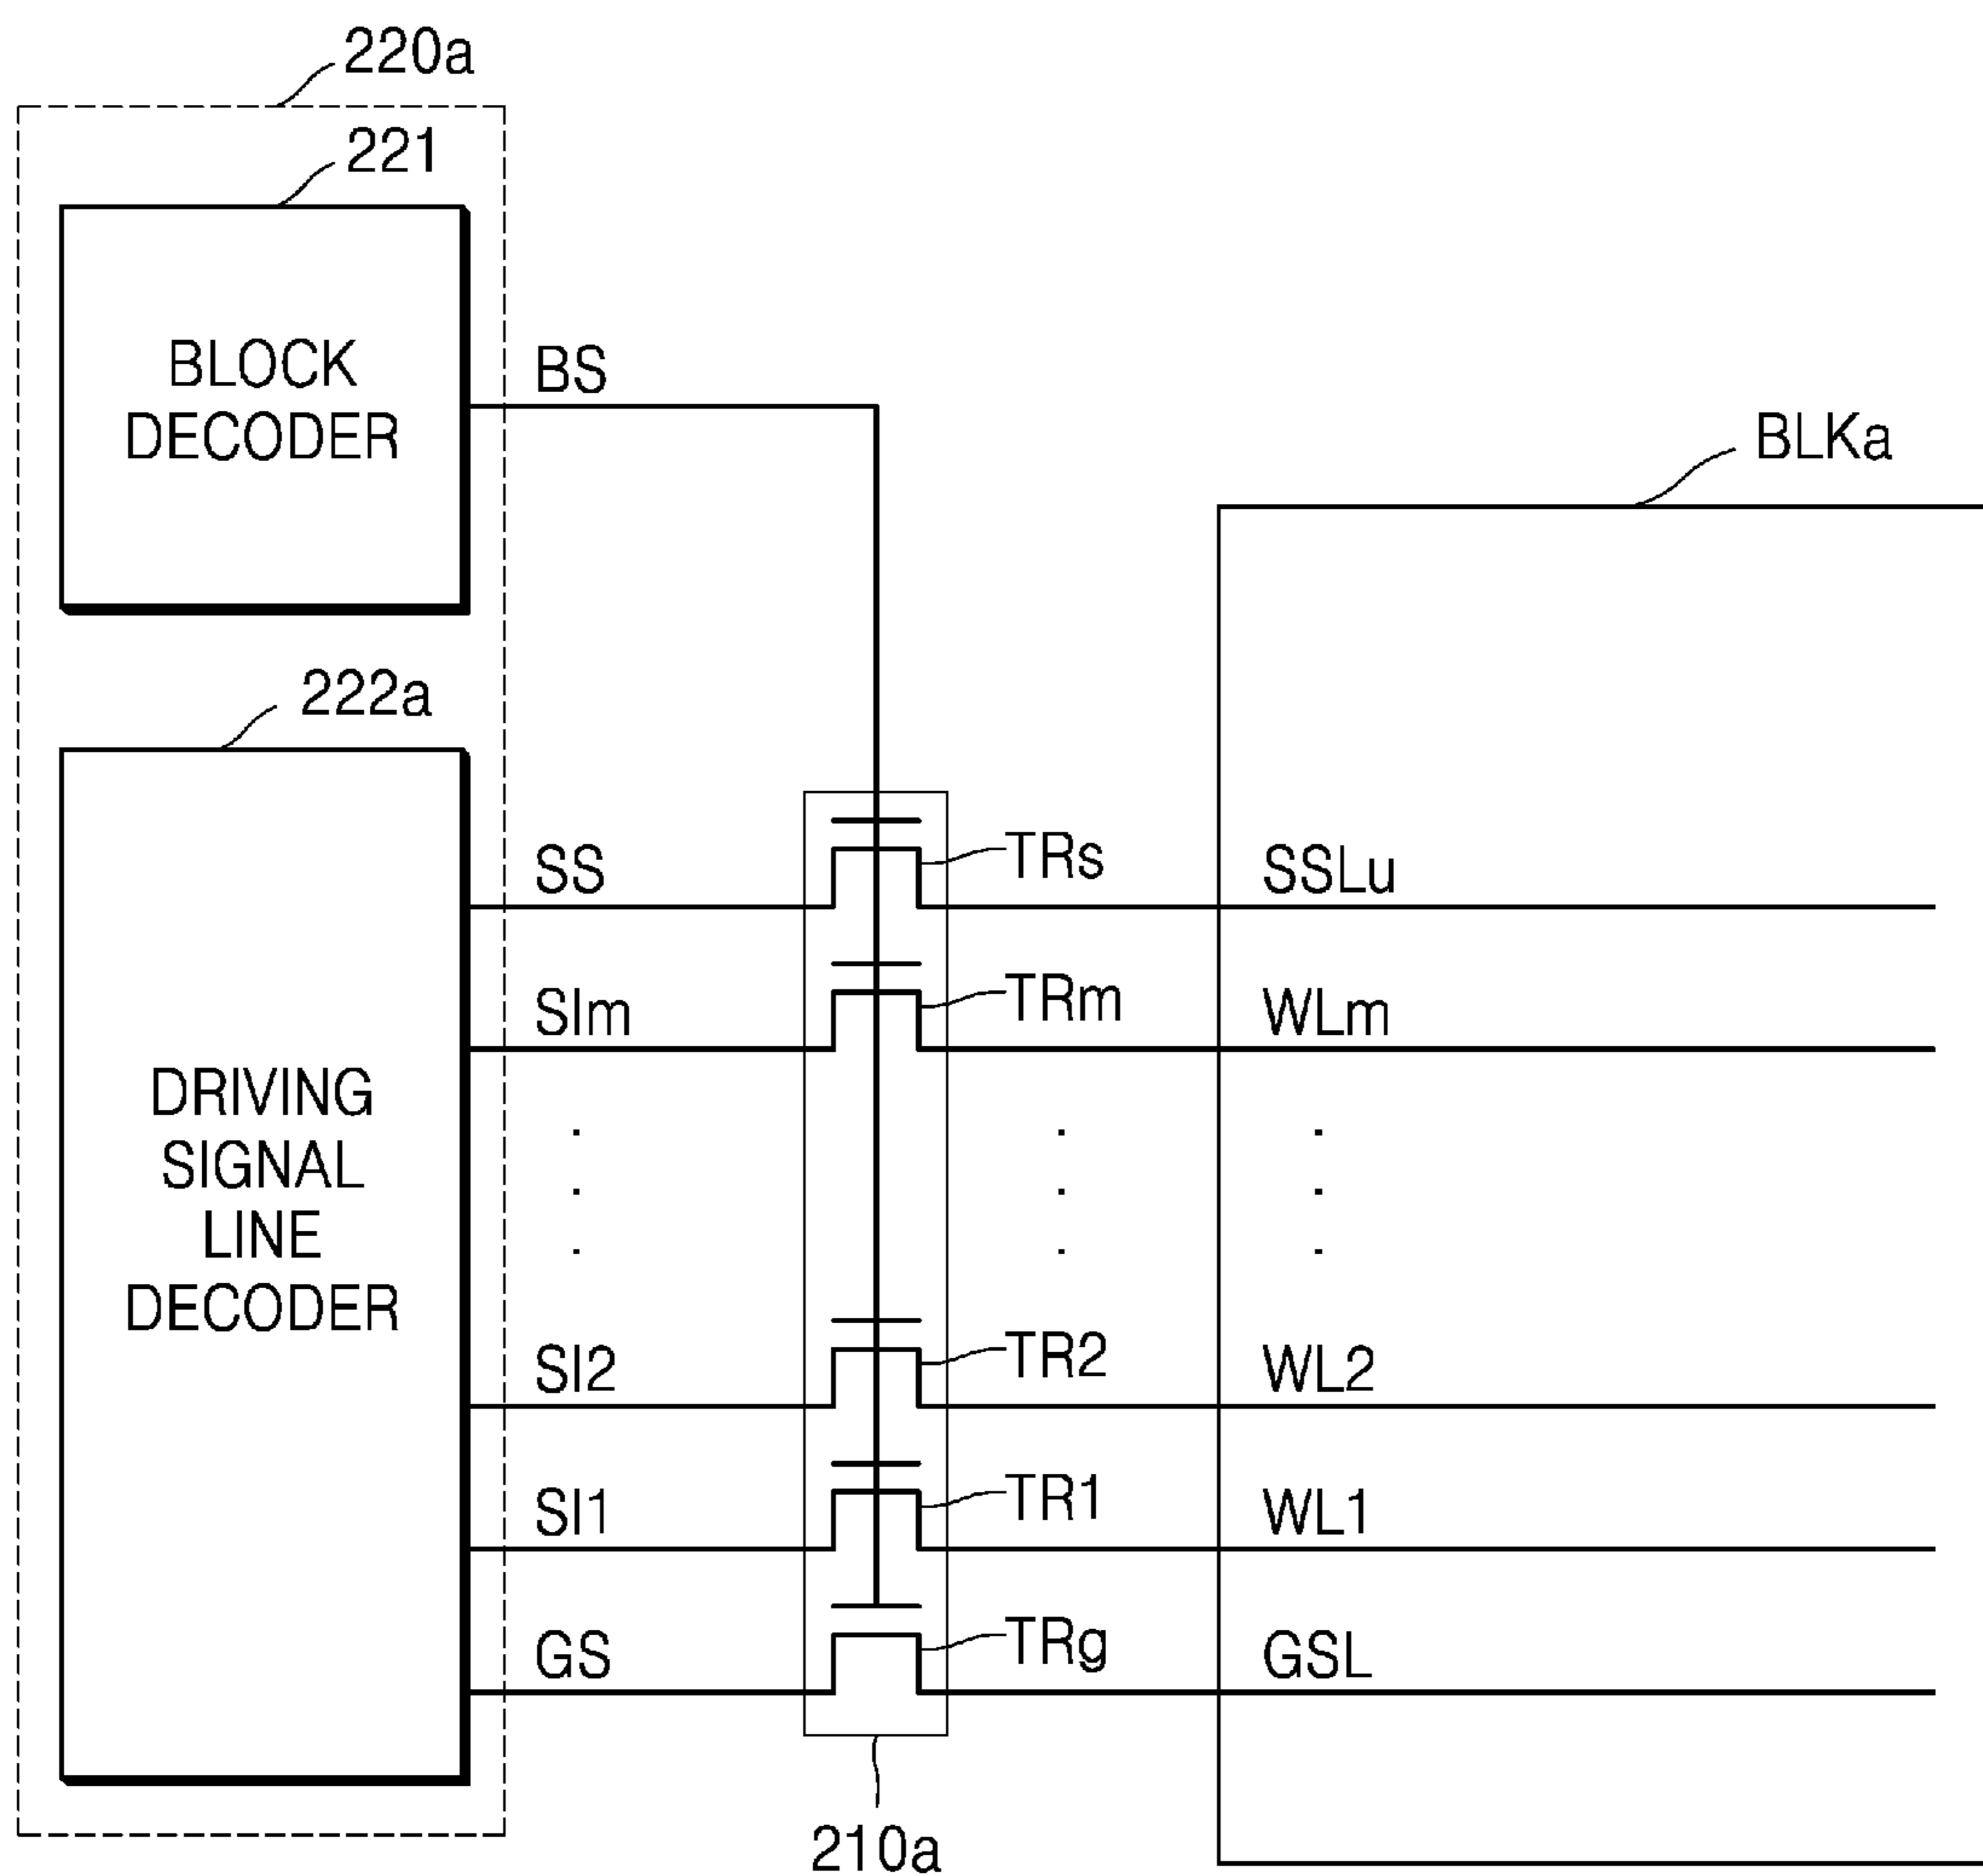 220a
221
BLOCK
DECODER
BS
BLKa
222a
DRIVING
SIGNAL
LINE
DECODER
SS
TRs
SSLu
SIm
TRm
WLm
SI2
TR2
WL2
SI1
TR1
WL1
GS
TRg
GSL
210a